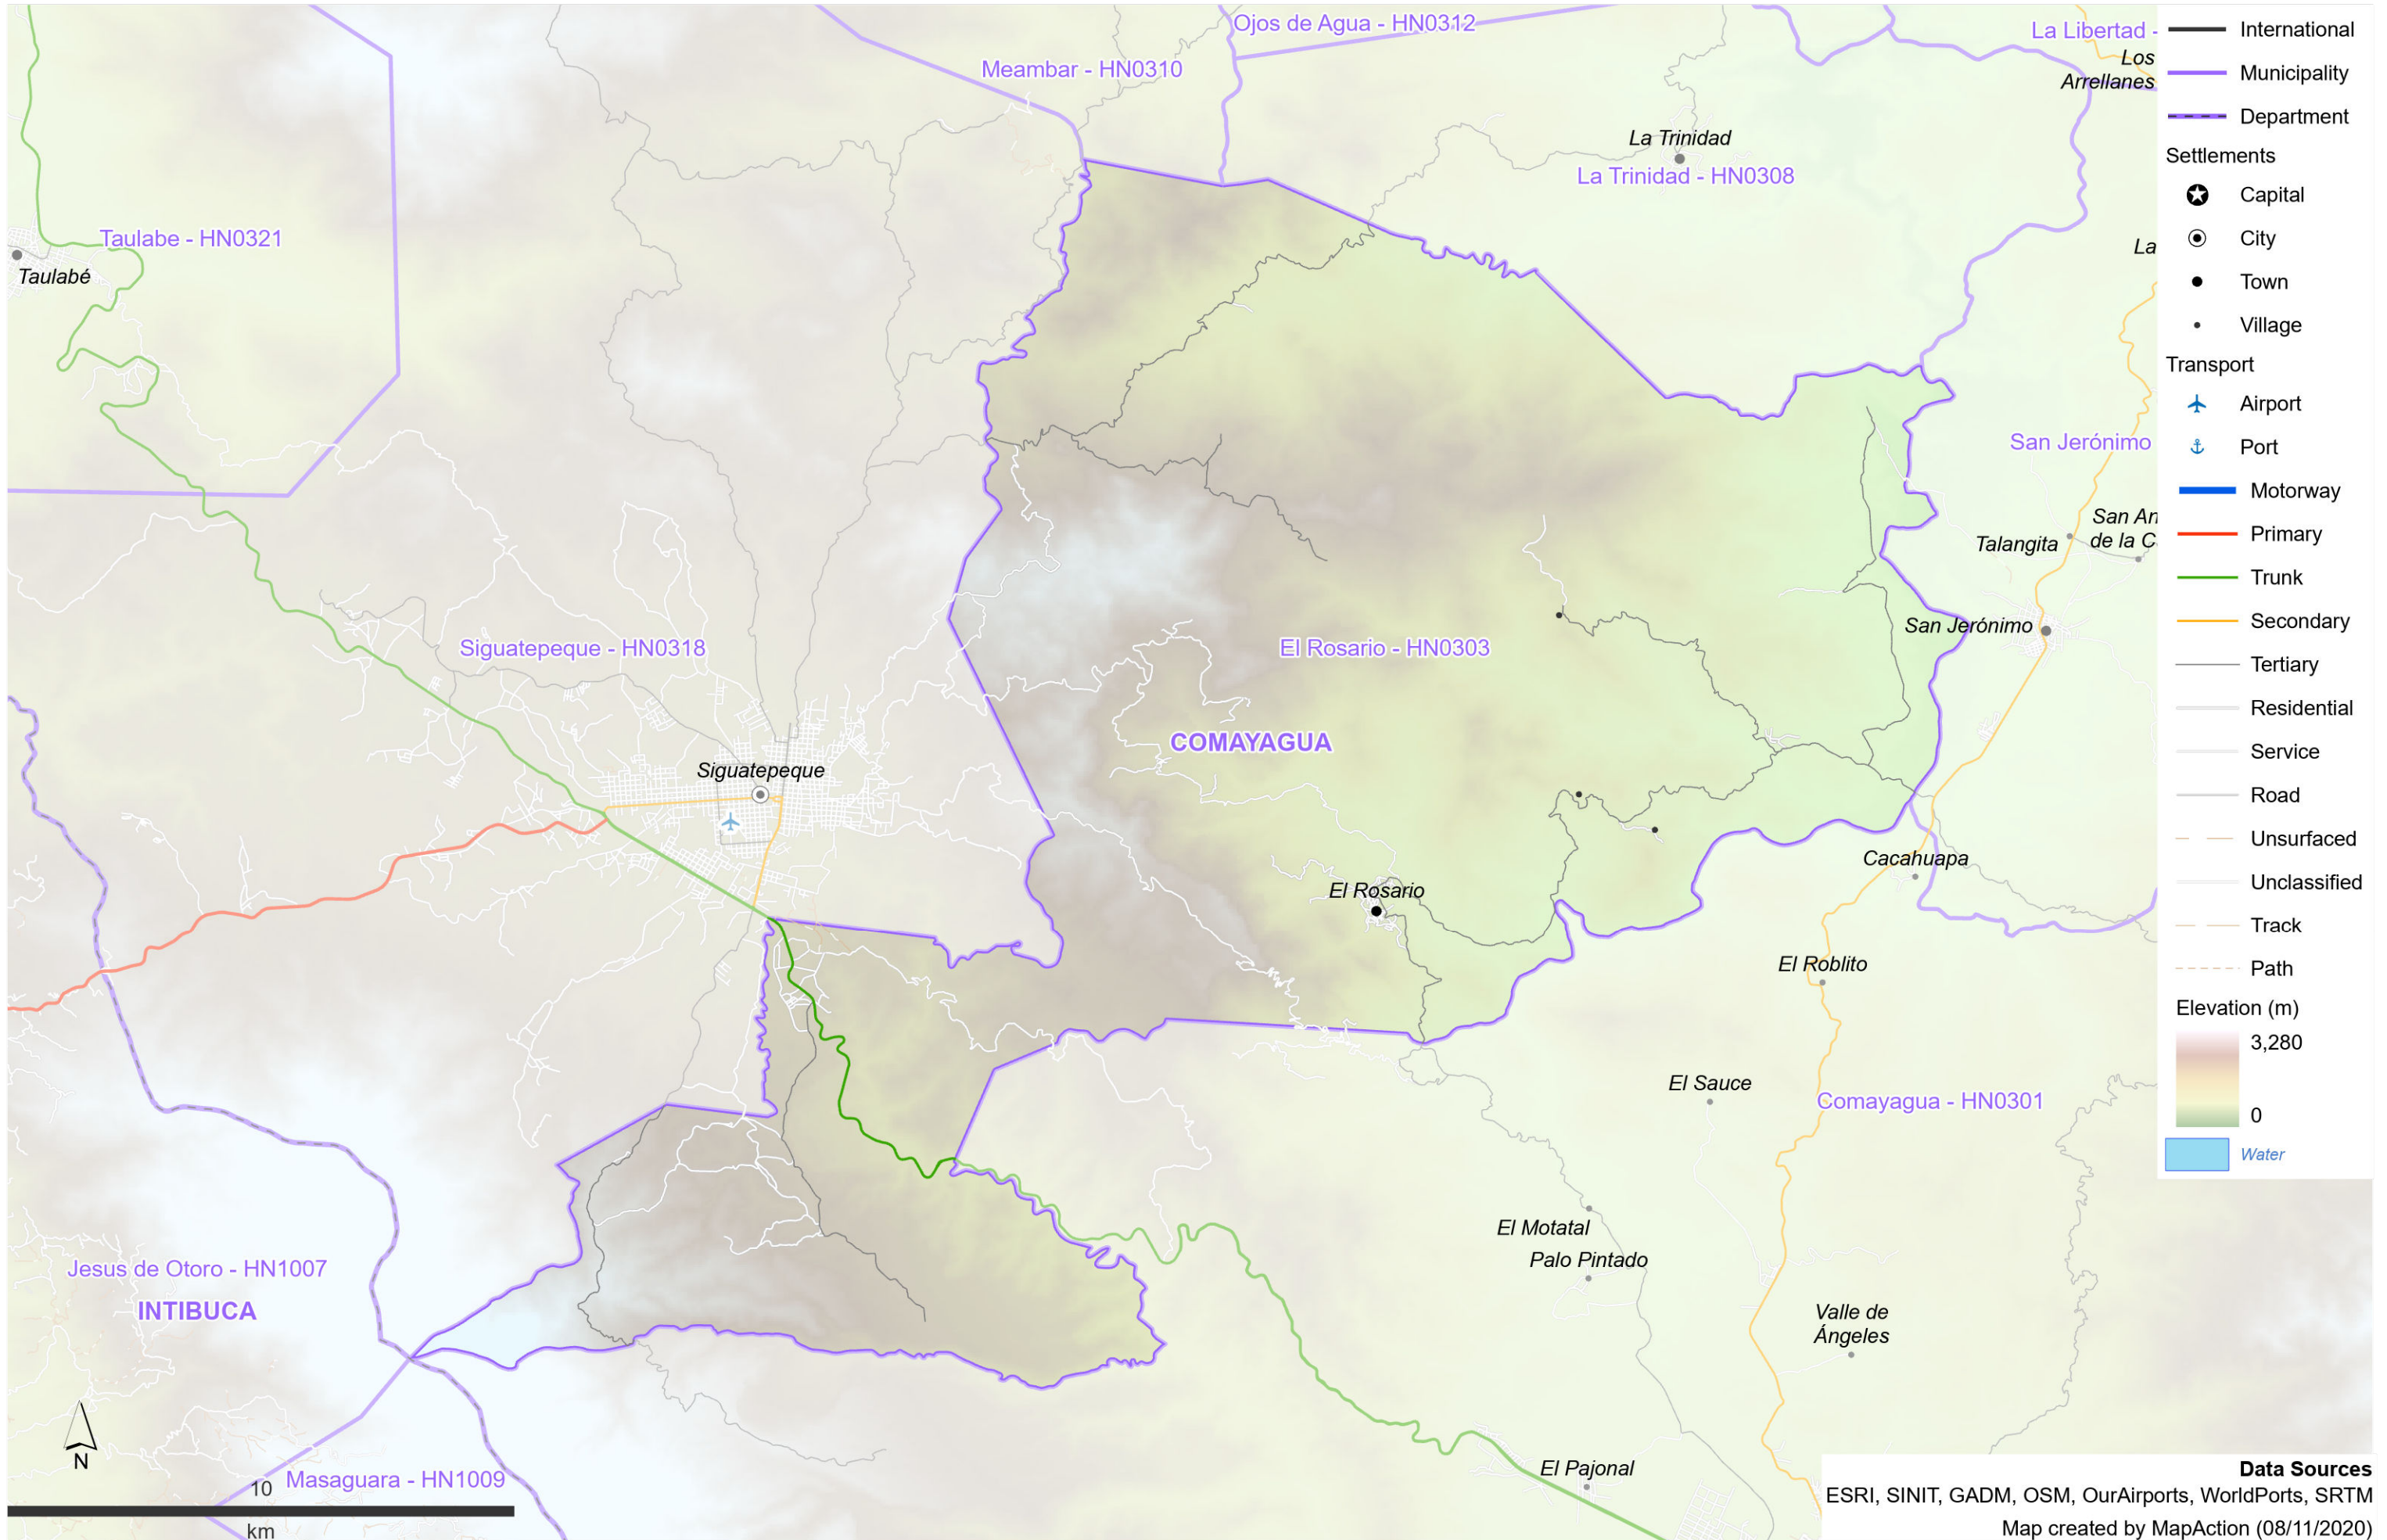 Ojos de Agua - HN0312
Meambar - HN0310
La Libertad -
Los
Arrellanes
La Trinidad
La Trinidad - HN0308
Taulabe - HN0321
Taulabé
La
San Jerónimo
San An
de la C
Talangita
San Jerónimo
Siguatepeque - HN0318
El Rosario - HN0303
COMAYAGUA
Siguatepeque
Cacahuapa
El Rosario
El Roblito
El Sauce
Comayagua - HN0301
El Motatal
Palo Pintado
Jesus de Otoro - HN1007
INTIBUCA
Valle de
Ángeles
El Pajonal
Masaguara - HN1009
N
10
km
International
Municipality
Department
Settlements
Capital
City
Town
Village
Transport
Airport
Port
Motorway
Primary
Trunk
Secondary
Tertiary
Residential
Service
Road
Unsurfaced
Unclassified
Track
Path
Elevation (m)
3,280
0
Water
Data Sources
ESRI, SINIT, GADM, OSM, OurAirports, WorldPorts, SRTM
Map created by MapAction (08/11/2020)